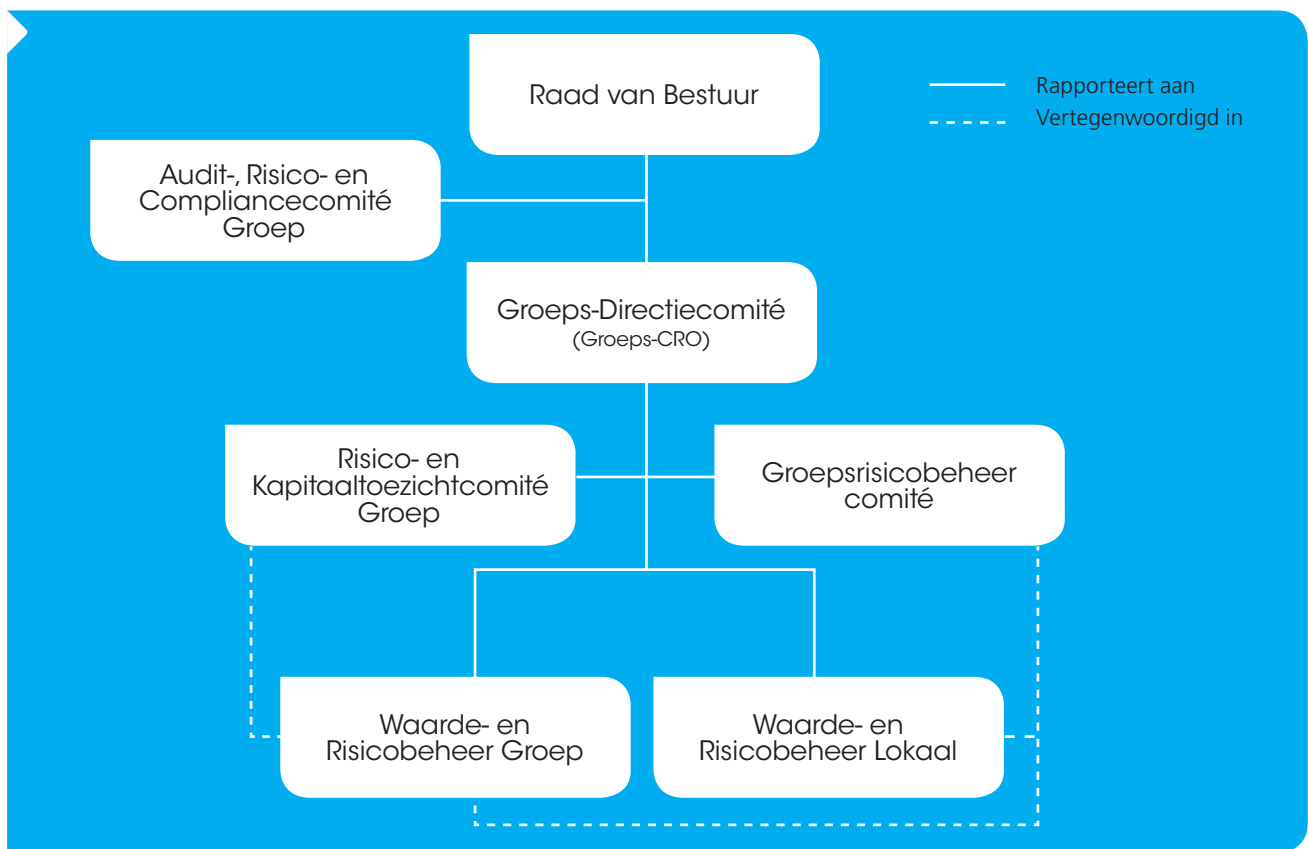 Raad van Bestuur
Rapporteert aan
Vertegenwoordigd in
Audit-, Risico- en
Compliancecomité
Groep
Groeps-Directiecomité
(Groeps-CRO)
Risico- en
Kapitaaltoezichtcomité
Groep
Groepsrisicobeheer
comité
Waarde- en
Risicobeheer Groep
Waarde- en
Risicobeheer Lokaal